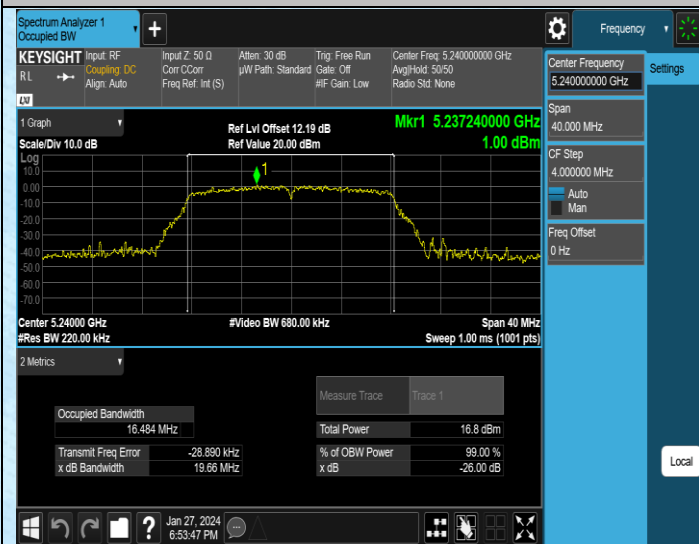 Spectrum Analyzer 1
Occupied BW
Frequency
KEYSIGHT
RL
LXI
Input: RF
Coupling: DC
Align: Auto
Input Z: 50 Ω
Corr CCorr
Freq Ref: Int (S)
Atten: 30 dB
µW Path: Standard
Trig: Free Run
Gate: Off
#IF Gain: Low
Center Freq: 5.240000000 GHz
Avg|Hold: 50/50
Radio Std: None
Center Frequency
5.240000000 GHz
Settings
Span
40.000 MHz
CF Step
4.000000 MHz
Auto
Man
Freq Offset
0 Hz
Local
1 Graph
Scale/Div 10.0 dB
Ref Lvl Offset 12.19 dB
Ref Value 20.00 dBm
Mkr1 5.237240000 GHz
1.00 dBm
Log
10.0
0.00
-10.0
-20.0
-30.0
-40.0
-50.0
-60.0
-70.0
1
Center 5.24000 GHz
#Video BW 680.00 kHz
Span 40 MHz
#Res BW 220.00 kHz
Sweep 1.00 ms (1001 pts)
2 Metrics
Measure Trace
Trace 1
Occupied Bandwidth
16.484 MHz
Total Power
16.8 dBm
Transmit Freq Error
-28.890 kHz
% of OBW Power
99.00 %
x dB Bandwidth
19.66 MHz
x dB
-26.00 dB
?
Jan 27, 2024
6:53:47 PM